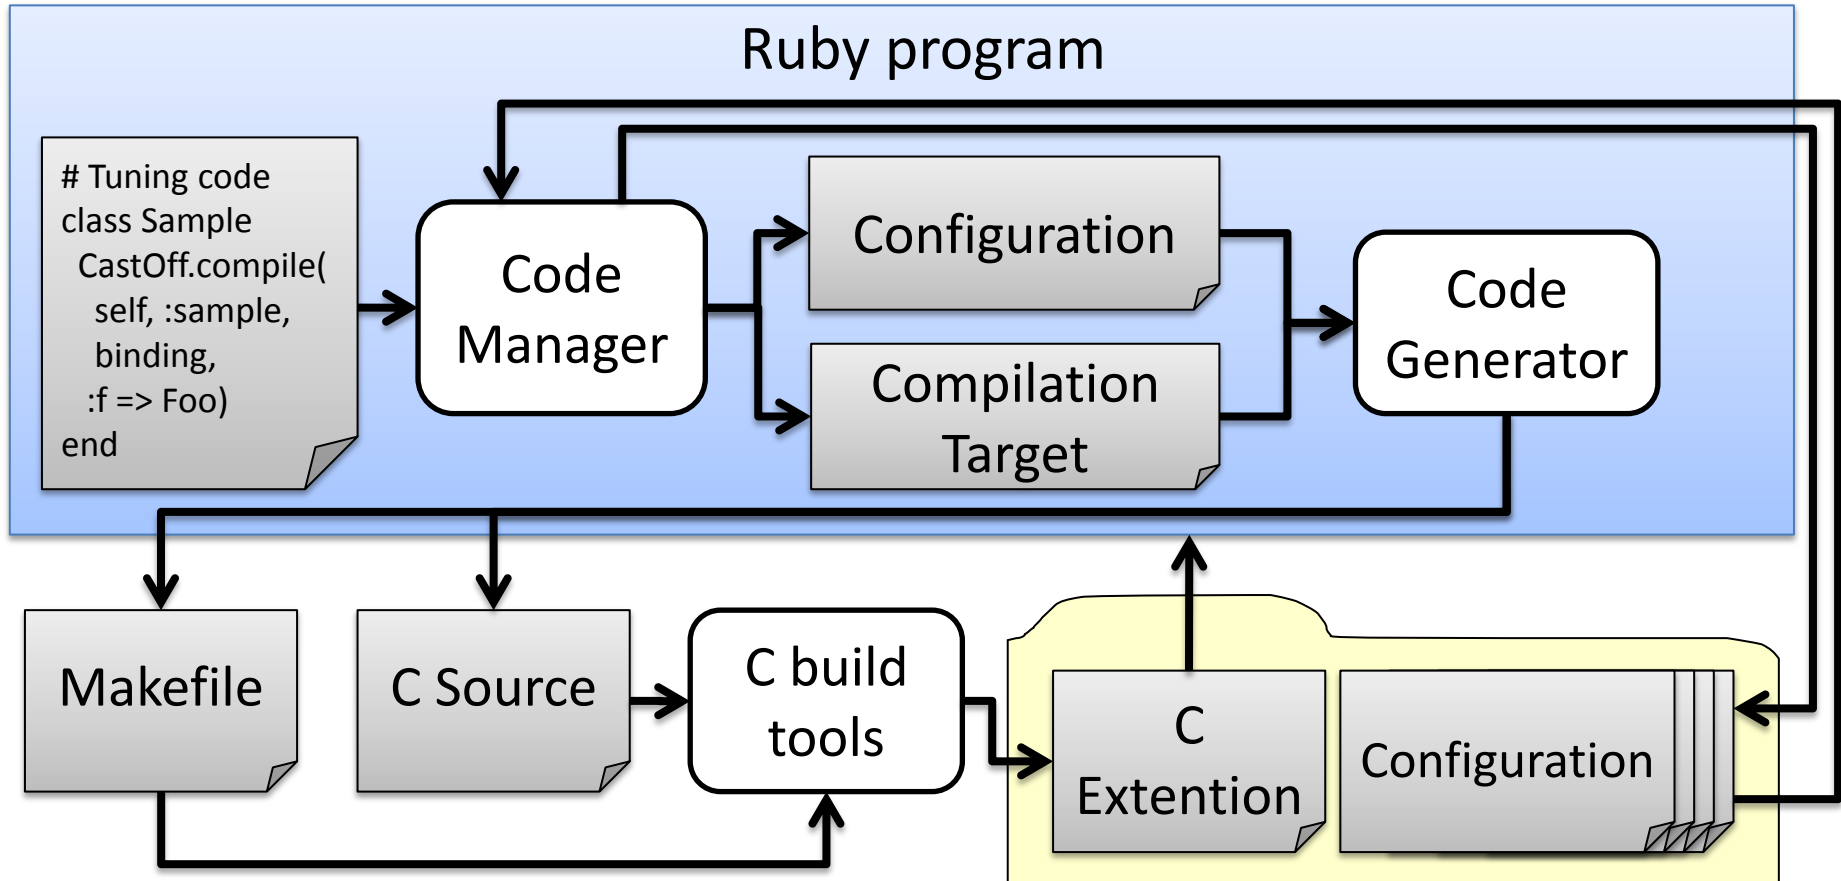 Ruby program
# Tuning code
class Sample
CastOff.compile(
self, :sample,
binding,
:f => Foo)
end
Code
Manager
Configuration
Compilation
Target
Code
Generator
Makefile
C Source
C build
tools
C
Extention
Configuration